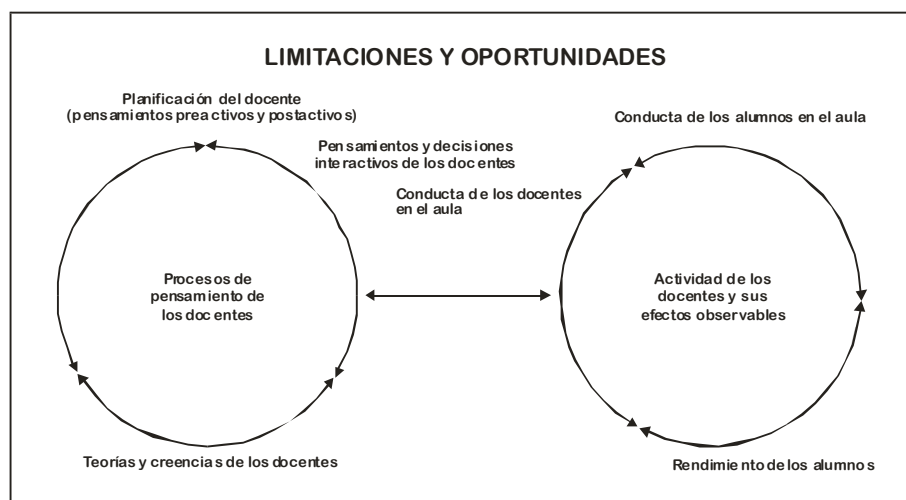 LIMITACIONES Y OPORTUNIDADES
Planificación del docente
(pensamientos preactivos y postactivos)
Pensamientos y decisiones
interactivos de los docentes
Conducta de los alumnos en el aula
Conducta de los docentes
en el aula
Procesos de
pensamiento de
los docentes
Actividad de los
docentes y sus
efectos observables
Teorías y creencias de los docentes
Rendimiento de los alumnos